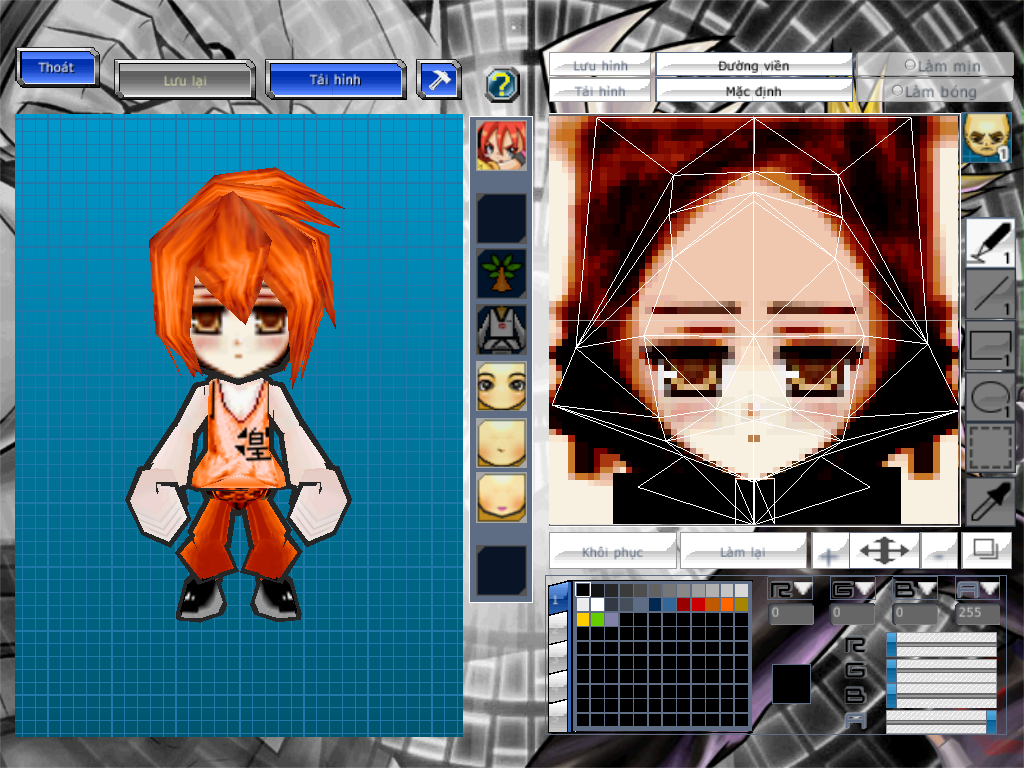 Thoát
Lưu lại
Tải hình
?
Lưu hình
Đường viền
Làm mịn
Tải hình
Mặc định
Làm bóng
1
1
1
1
1
煌
Khôi phục
Làm lại
+
-
1
R
G
B
A
0
0
0
255
R
G
B
A